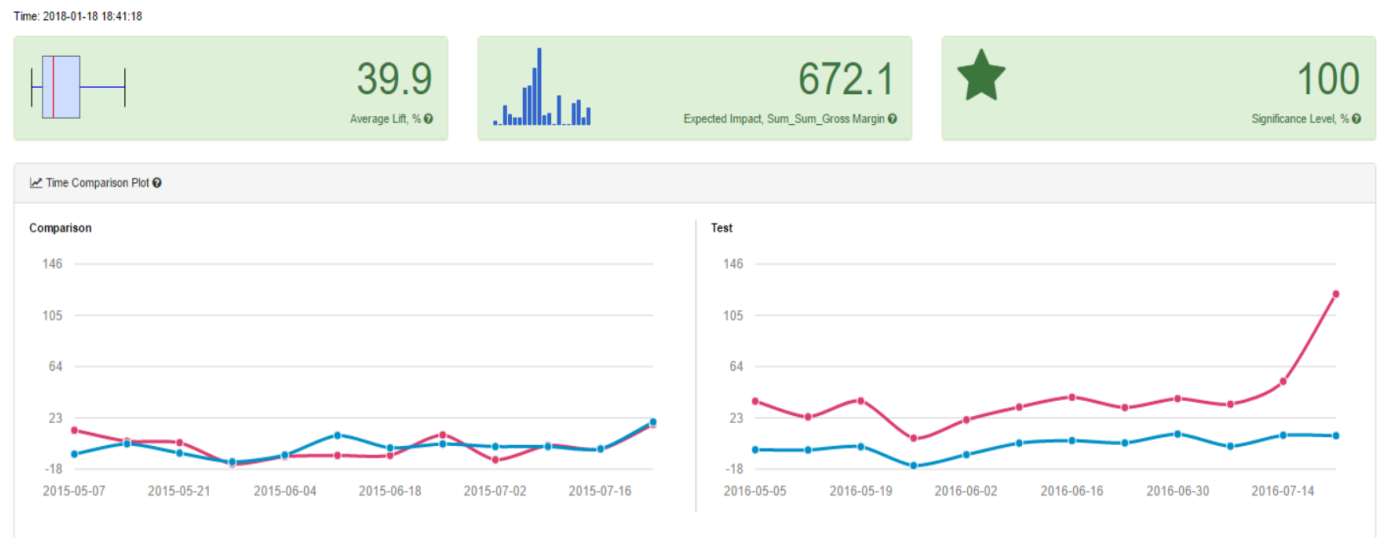 Time: 2018-01-18 18:41:18
39.9
Average Lift, %
672.1
Expected Impact, Sum_Sum_Gross Margin
100
Significance Level, %
Time Comparison Plot
Comparison
146
105
64
23
-18
2015-05-07 2015-05-21 2015-06-04 2015-06-18 2015-07-02 2015-07-16
Test
146
105
64
23
-18
2016-05-05 2016-05-19 2016-06-02 2016-06-16 2016-06-30 2016-07-14